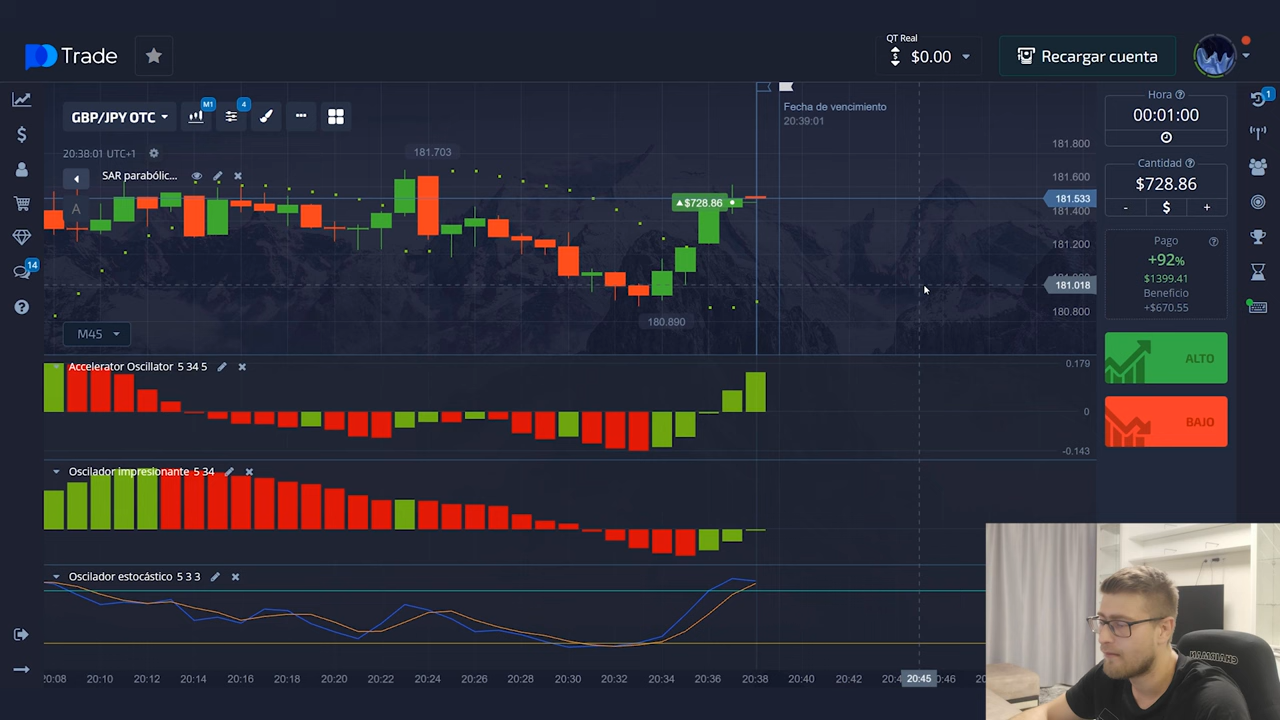 Trade
QT Real
$0.00
Recargar cuenta
GBP/JPY OTC
M1
4
20:38:01 UTC+1
SAR parabólic...
A
181.703
180.890
Fecha de vencimiento
20:39:01
▲$728.86
181.800
181.600
181.533
181.400
181.200
181.018
180.800
M45
14
Hora
00:01:00
Cantidad
$728.86
-
$
+
Pago
+92%
$1399.41
Beneficio
+$670.55
ALTO
BAJO
1
Accelerator Oscillator 5 34 5
0.179
0
-0.143
Oscilador impresionante 5 34
Oscilador estocástico 5 3 3
20:08 20:10 20:12 20:14 20:16 20:18 20:20 20:22 20:24 20:26 20:28 20:30 20:32 20:34 20:36 20:38 20:40 20:42 20:45 20:46